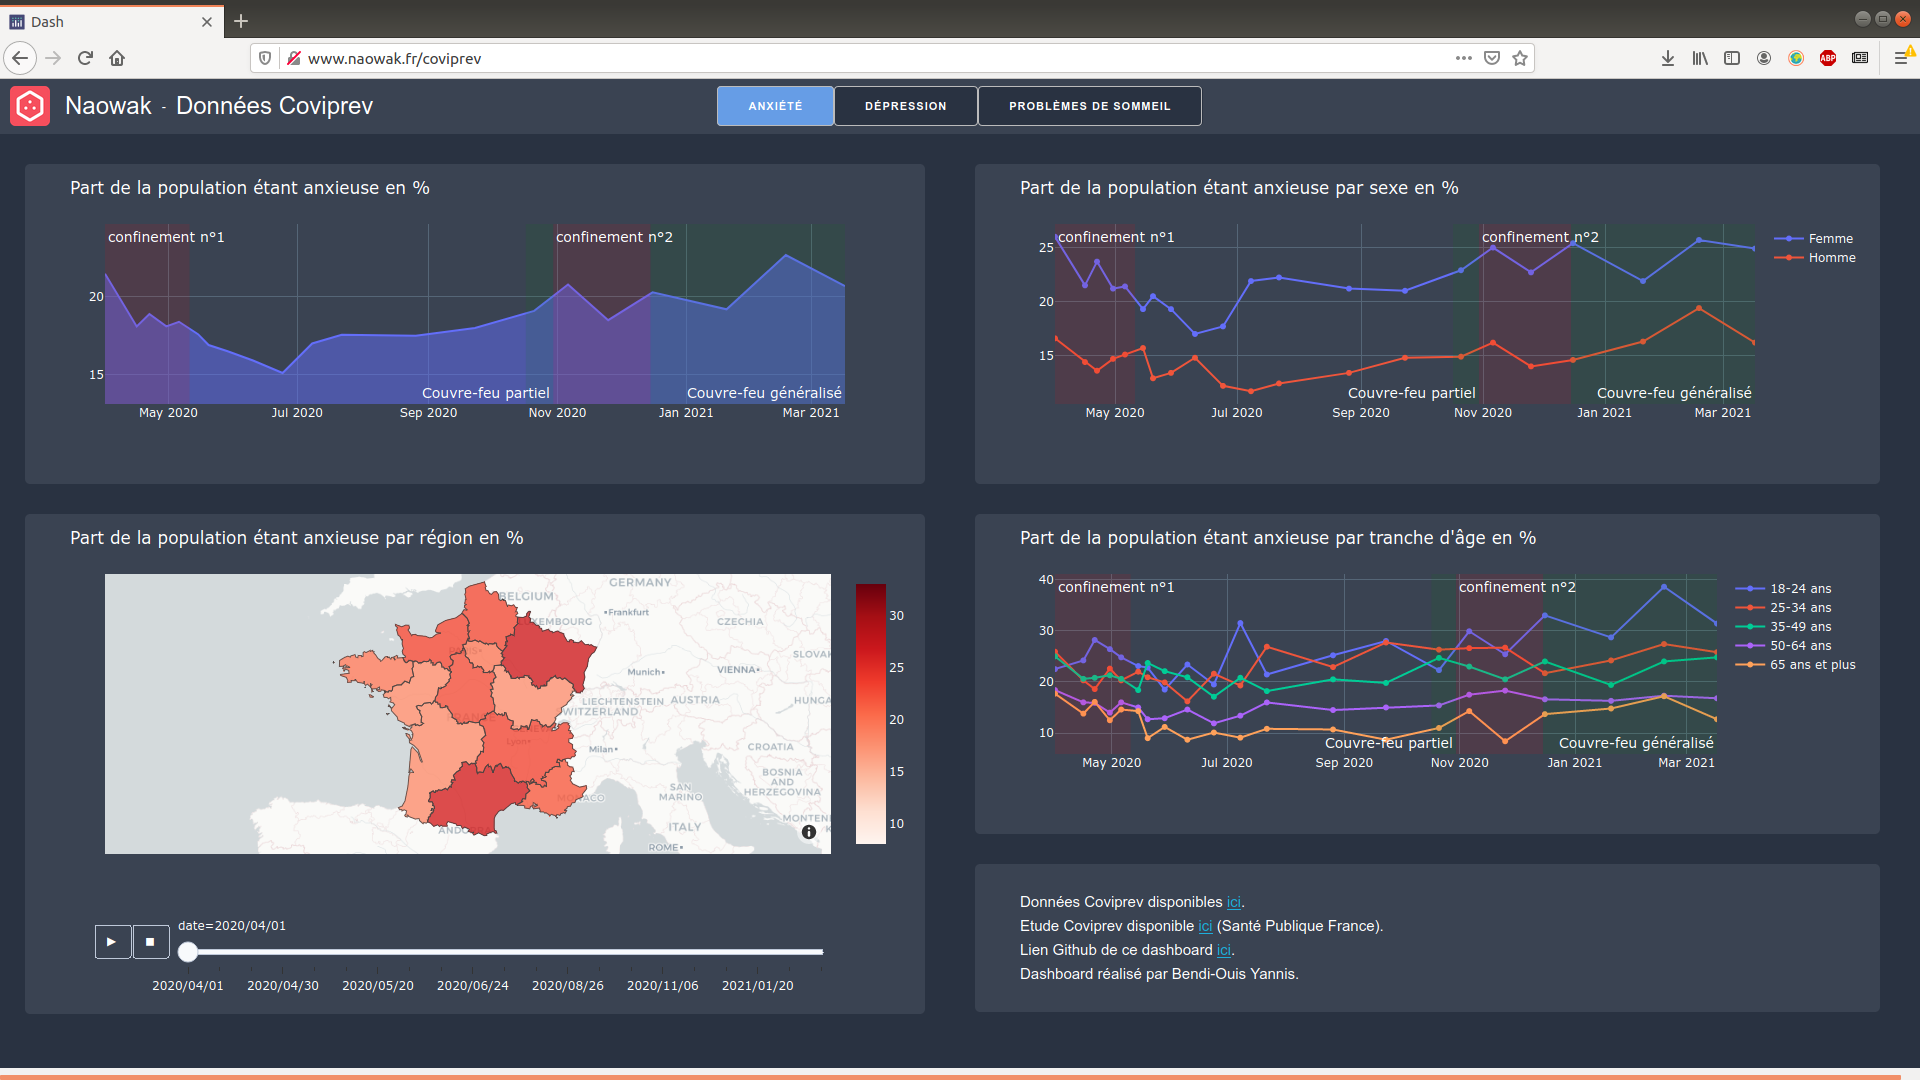 Dash
www.naowak.fr/coviprev
ABP
Naowak - Données Coviprev
ANXIÉTÉ
DÉPRESSION
PROBLÈMES DE SOMMEIL
Part de la population étant anxieuse en %
confinement n°1
confinement n°2
20
15
Couvre-feu partiel
Couvre-feu généralisé
May 2020
Jul 2020
Sep 2020
Nov 2020
Jan 2021
Mar 2021
Part de la population étant anxieuse par sexe en %
confinement n°1
confinement n°2
25
20
15
Couvre-feu partiel
Couvre-feu généralisé
May 2020
Jul 2020
Sep 2020
Nov 2020
Jan 2021
Mar 2021
Femme
Homme
Part de la population étant anxieuse par région en %
GERMANY
BELGIUM
Frankfurt
CZECHIA
Munich
VIENNA
LIECHTENSTEIN
AUSTRIA
Lyon
Milan
CROATIA
BOSNIA
AND
HERZEGOVINA
SAN
MARINO
ITALY
ROME
30
25
20
15
10
date=2020/04/01
2020/04/01
2020/04/30
2020/05/20
2020/06/24
2020/08/26
2020/11/06
2021/01/20
Part de la population étant anxieuse par tranche d'âge en %
confinement n°1
confinement n°2
40
30
20
10
Couvre-feu partiel
Couvre-feu généralisé
May 2020
Jul 2020
Sep 2020
Nov 2020
Jan 2021
Mar 2021
18-24 ans
25-34 ans
35-49 ans
50-64 ans
65 ans et plus
Données Coviprev disponibles ici.
Etude Coviprev disponible ici (Santé Publique France).
Lien Github de ce dashboard ici.
Dashboard réalisé par Bendi-Ouis Yannis.